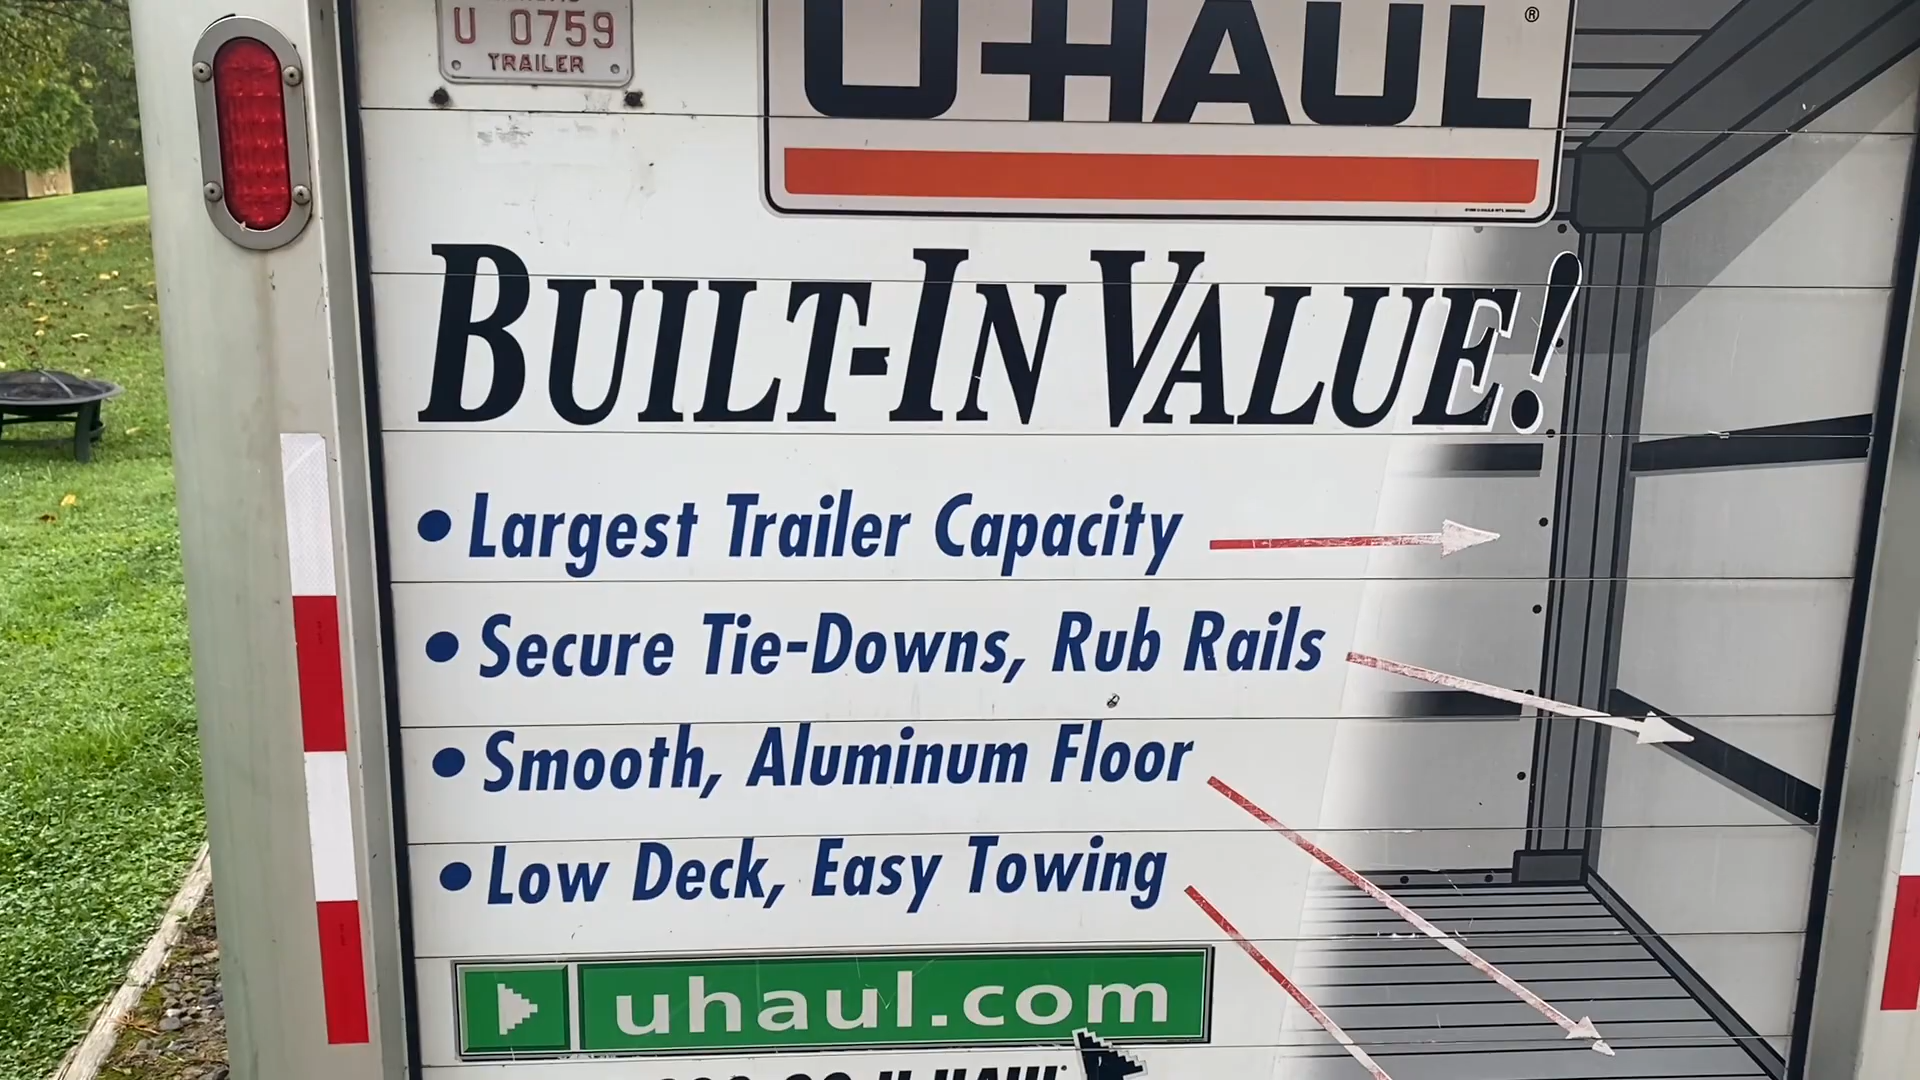 U 0759
TRAILER
U-HAUL®
BUILT-IN VALUE!
• Largest Trailer Capacity
• Secure Tie-Downs, Rub Rails
• Smooth, Aluminum Floor
• Low Deck, Easy Towing
uhaul.com
U-HAUL